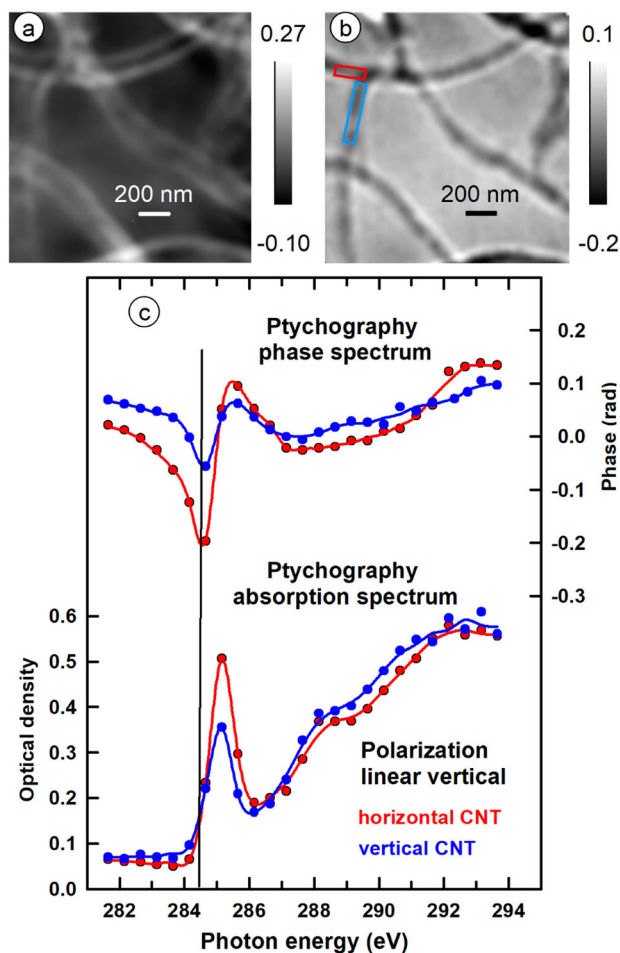 a
0.27
200 nm
-0.10
b
0.1
200 nm
-0.2
c
Ptychography
phase spectrum
0.2
0.1
0.0
-0.1
-0.2
-0.3
Phase (rad)
Ptychography
absorption spectrum
0.6
0.5
0.4
0.3
0.2
0.1
0.0
Optical density
Polarization
linear vertical
horizontal CNT
vertical CNT
282 284 286 288 290 292 294
Photon energy (eV)